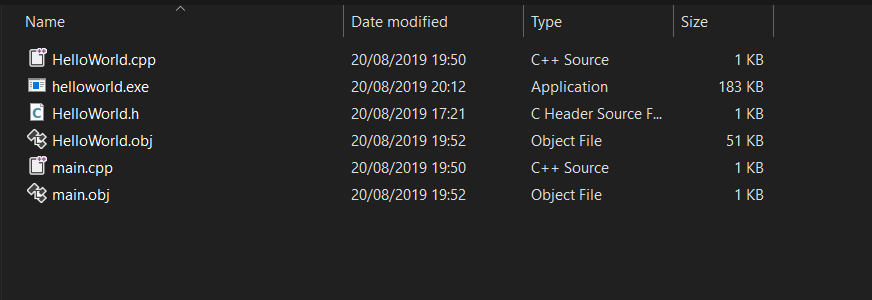 Name Date modified Type Size
HelloWorld.cpp 20/08/2019 19:50 C++ Source 1 KB
helloworld.exe 20/08/2019 20:12 Application 183 KB
HelloWorld.h 20/08/2019 17:21 C Header Source F... 1 KB
HelloWorld.obj 20/08/2019 19:52 Object File 51 KB
main.cpp 20/08/2019 19:50 C++ Source 1 KB
main.obj 20/08/2019 19:52 Object File 1 KB